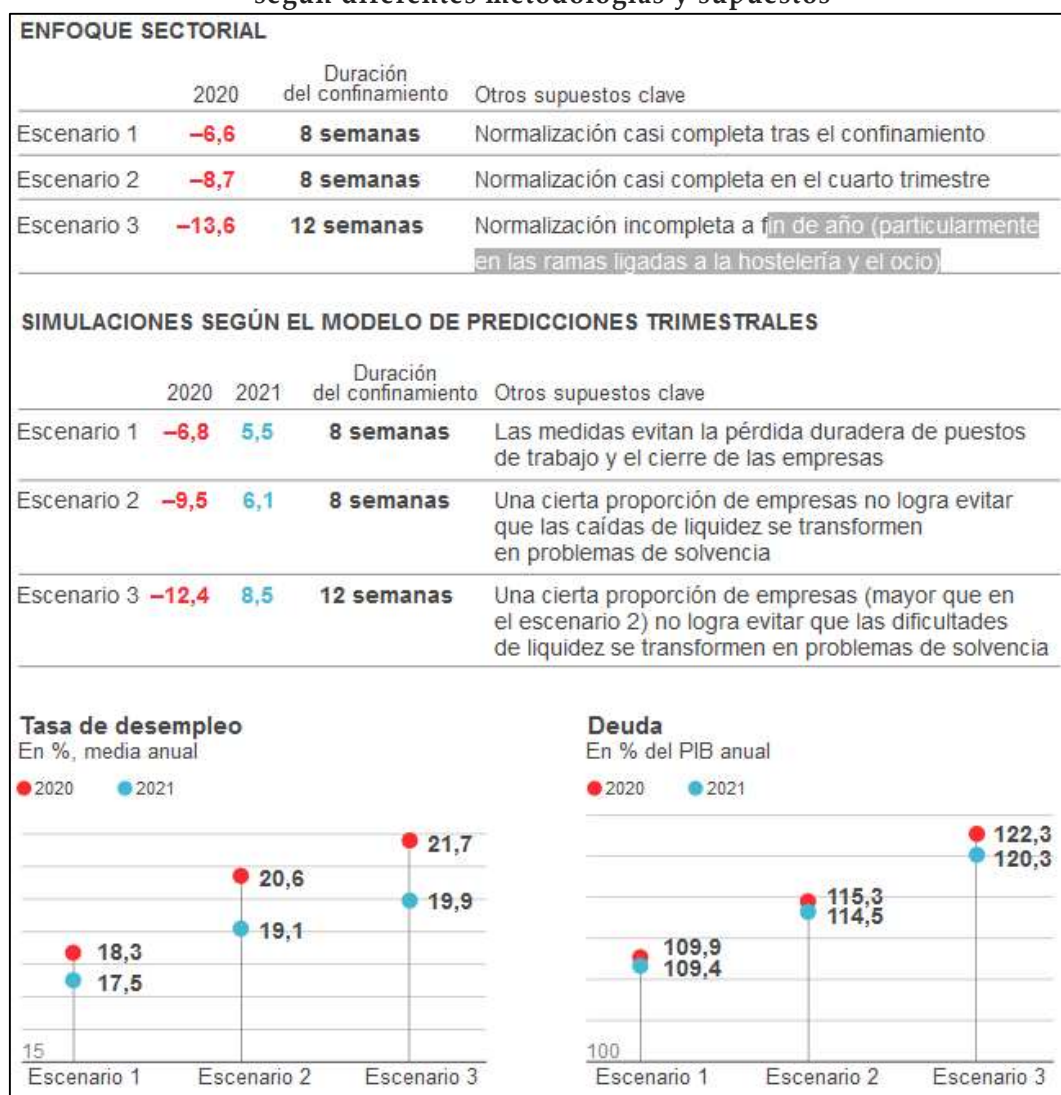 según diferentes metodologías y supuestos
ENFOQUE SECTORIAL
2020 Duración del confinamiento Otros supuestos clave
Escenario 1 –6,6 8 semanas Normalización casi completa tras el confinamiento
Escenario 2 –8,7 8 semanas Normalización casi completa en el cuarto trimestre
Escenario 3 –13,6 12 semanas Normalización incompleta a fin de año (particularmente
en las ramas ligadas a la hostelería y el ocio)
SIMULACIONES SEGÚN EL MODELO DE PREDICCIONES TRIMESTRALES
2020 2021 Duración del confinamiento Otros supuestos clave
Escenario 1 –6,8 5,5 8 semanas Las medidas evitan la pérdida duradera de puestos
de trabajo y el cierre de las empresas
Escenario 2 –9,5 6,1 8 semanas Una cierta proporción de empresas no logra evitar
que las caídas de liquidez se transformen
en problemas de solvencia
Escenario 3 –12,4 8,5 12 semanas Una cierta proporción de empresas (mayor que en
el escenario 2) no logra evitar que las dificultades
de liquidez se transformen en problemas de solvencia
Tasa de desempleo
En %, media anual
2020 2021
21,7
20,6
19,9
19,1
18,3
17,5
15
Escenario 1 Escenario 2 Escenario 3
Deuda
En % del PIB anual
2020 2021
122,3
120,3
115,3
114,5
109,9
109,4
100
Escenario 1 Escenario 2 Escenario 3